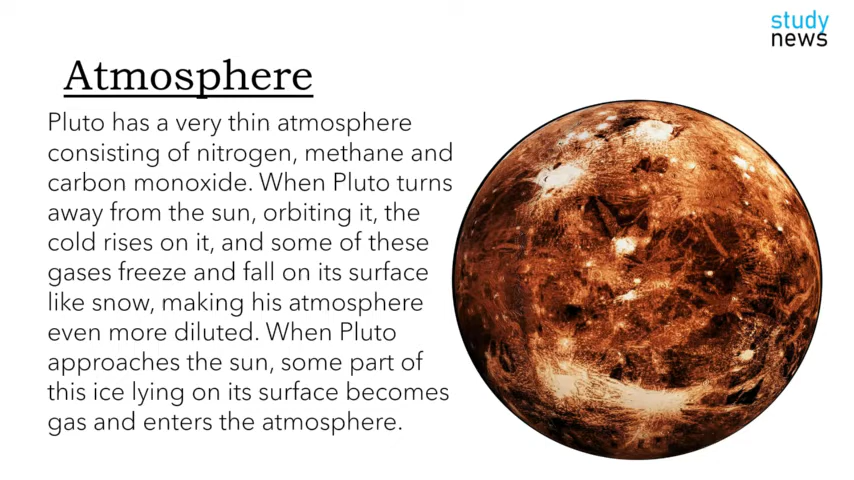 study
news
Atmosphere
Pluto has a very thin atmosphere
consisting of nitrogen, methane and
carbon monoxide. When Pluto turns
away from the sun, orbiting it, the
cold rises on it, and some of these
gases freeze and fall on its surface
like snow, making his atmosphere
even more diluted. When Pluto
approaches the sun, some part of
this ice lying on its surface becomes
gas and enters the atmosphere.